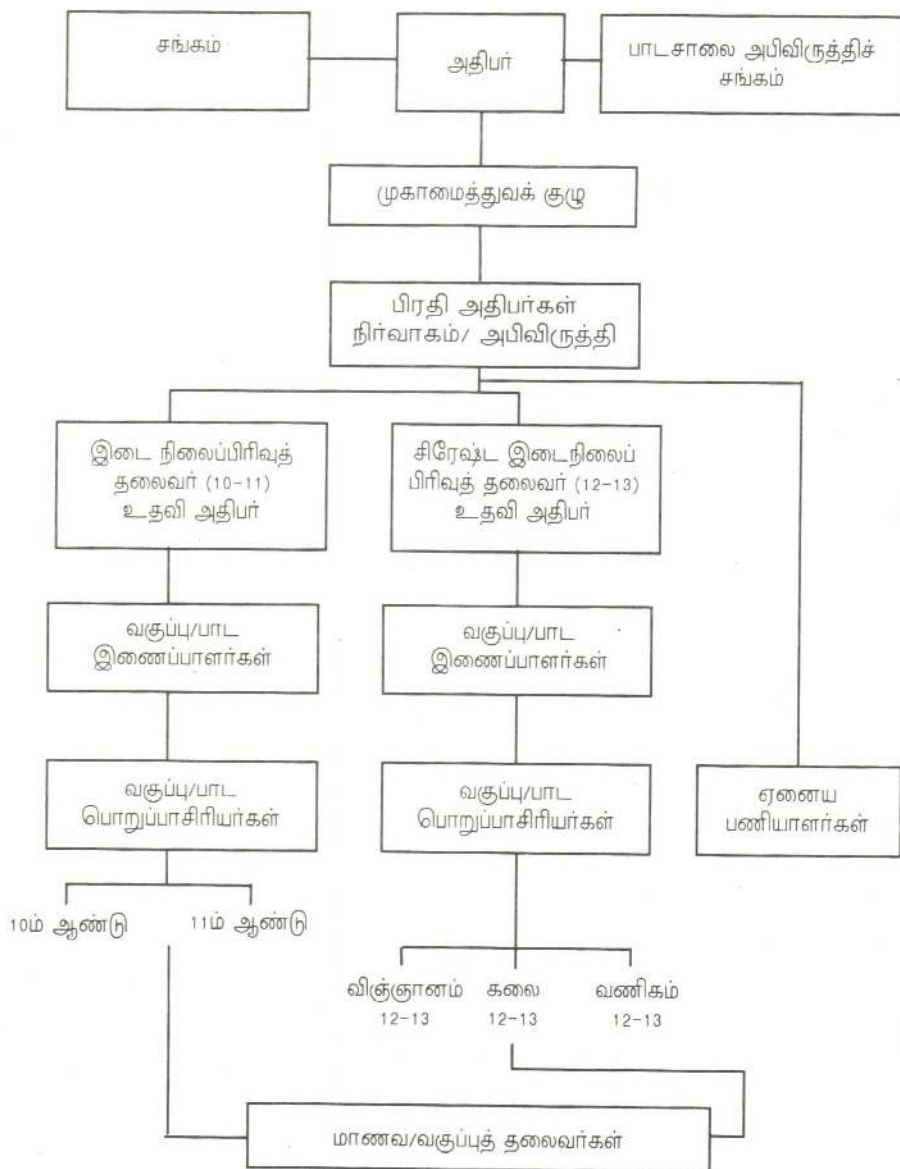 சங்கம்
அதிபர்
பாடசாலை அபிவிருத்திச்
சங்கம்
முகாமைத்துவக் குழு
பிரதி அதிபர்கள்
நிர்வாகம்/ அபிவிருத்தி
இடை நிலைப்பிரிவுத்
தலைவர் (10-11)
உதவி அதிபர்
சிரேஷ்ட இடைநிலைப்
பிரிவுத் தலைவர் (12-13)
உதவி அதிபர்
வகுப்பு/பாட
இணைப்பாளர்கள்
வகுப்பு/பாட
இணைப்பாளர்கள்
வகுப்பு/பாட
பொறுப்பாசிரியர்கள்
வகுப்பு/பாட
பொறுப்பாசிரியர்கள்
ஏனைய
பணியாளர்கள்
10ம் ஆண்டு
11ம் ஆண்டு
விஞ்ஞானம்
12-13
கலை
12-13
வணிகம்
12-13
மாணவ/வகுப்புத் தலைவர்கள்